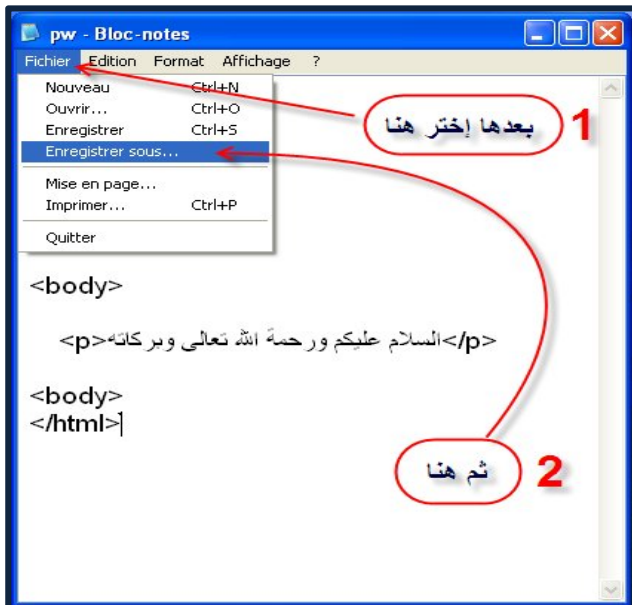 pw - Bloc-notes
Fichier Edition Format Affichage ?
Nouveau Ctrl+N
Ouvrir... Ctrl+O
Enregistrer Ctrl+S
Enregistrer sous...
Mise en page...
Imprimer... Ctrl+P
Quitter
بعدها إختر هنا 1
<body>
<p>السلام عليكم ورحمة الله تعالى وبركاته</p>
<body>
</html>
ثم هنا 2